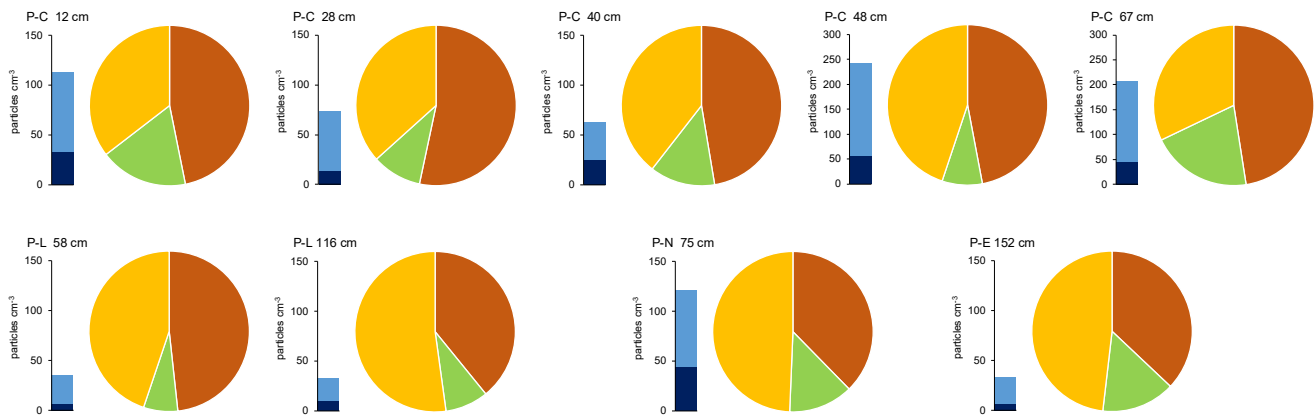 P-C 12 cm
150
100
50
0
particles cm-3
P-C 28 cm
150
100
50
0
particles cm-3
P-C 40 cm
150
100
50
0
particles cm-3
P-C 48 cm
300
250
200
150
100
50
0
particles cm-3
P-C 67 cm
300
250
200
150
100
50
0
particles cm-3
P-L 58 cm
150
100
50
0
particles cm-3
P-L 116 cm
150
100
50
0
particles cm-3
P-N 75 cm
150
100
50
0
particles cm-3
P-E 152 cm
150
100
50
0
particles cm-3